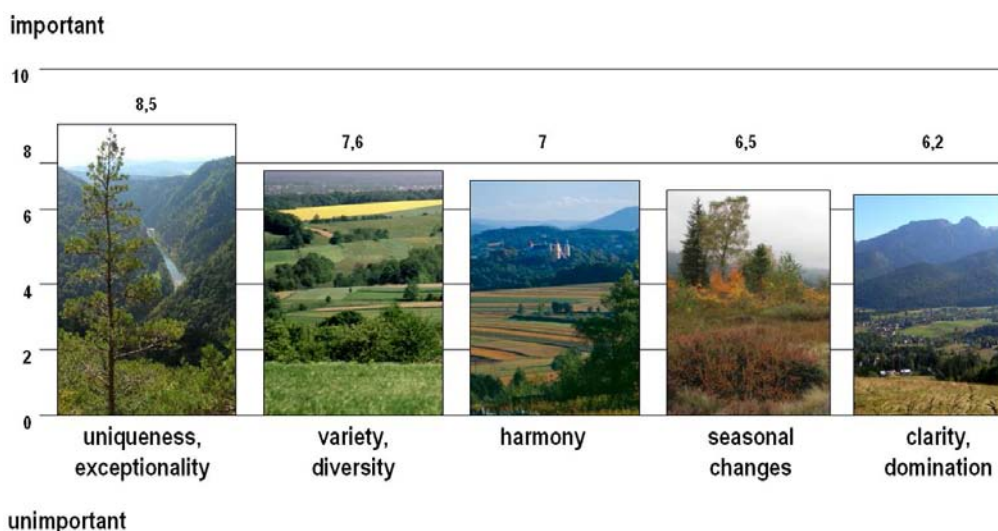 important
10
8,5
8
7,6
7
6,5
6,2
6
4
2
0
uniqueness,
exceptionality
variety,
diversity
harmony
seasonal
changes
clarity,
domination
unimportant